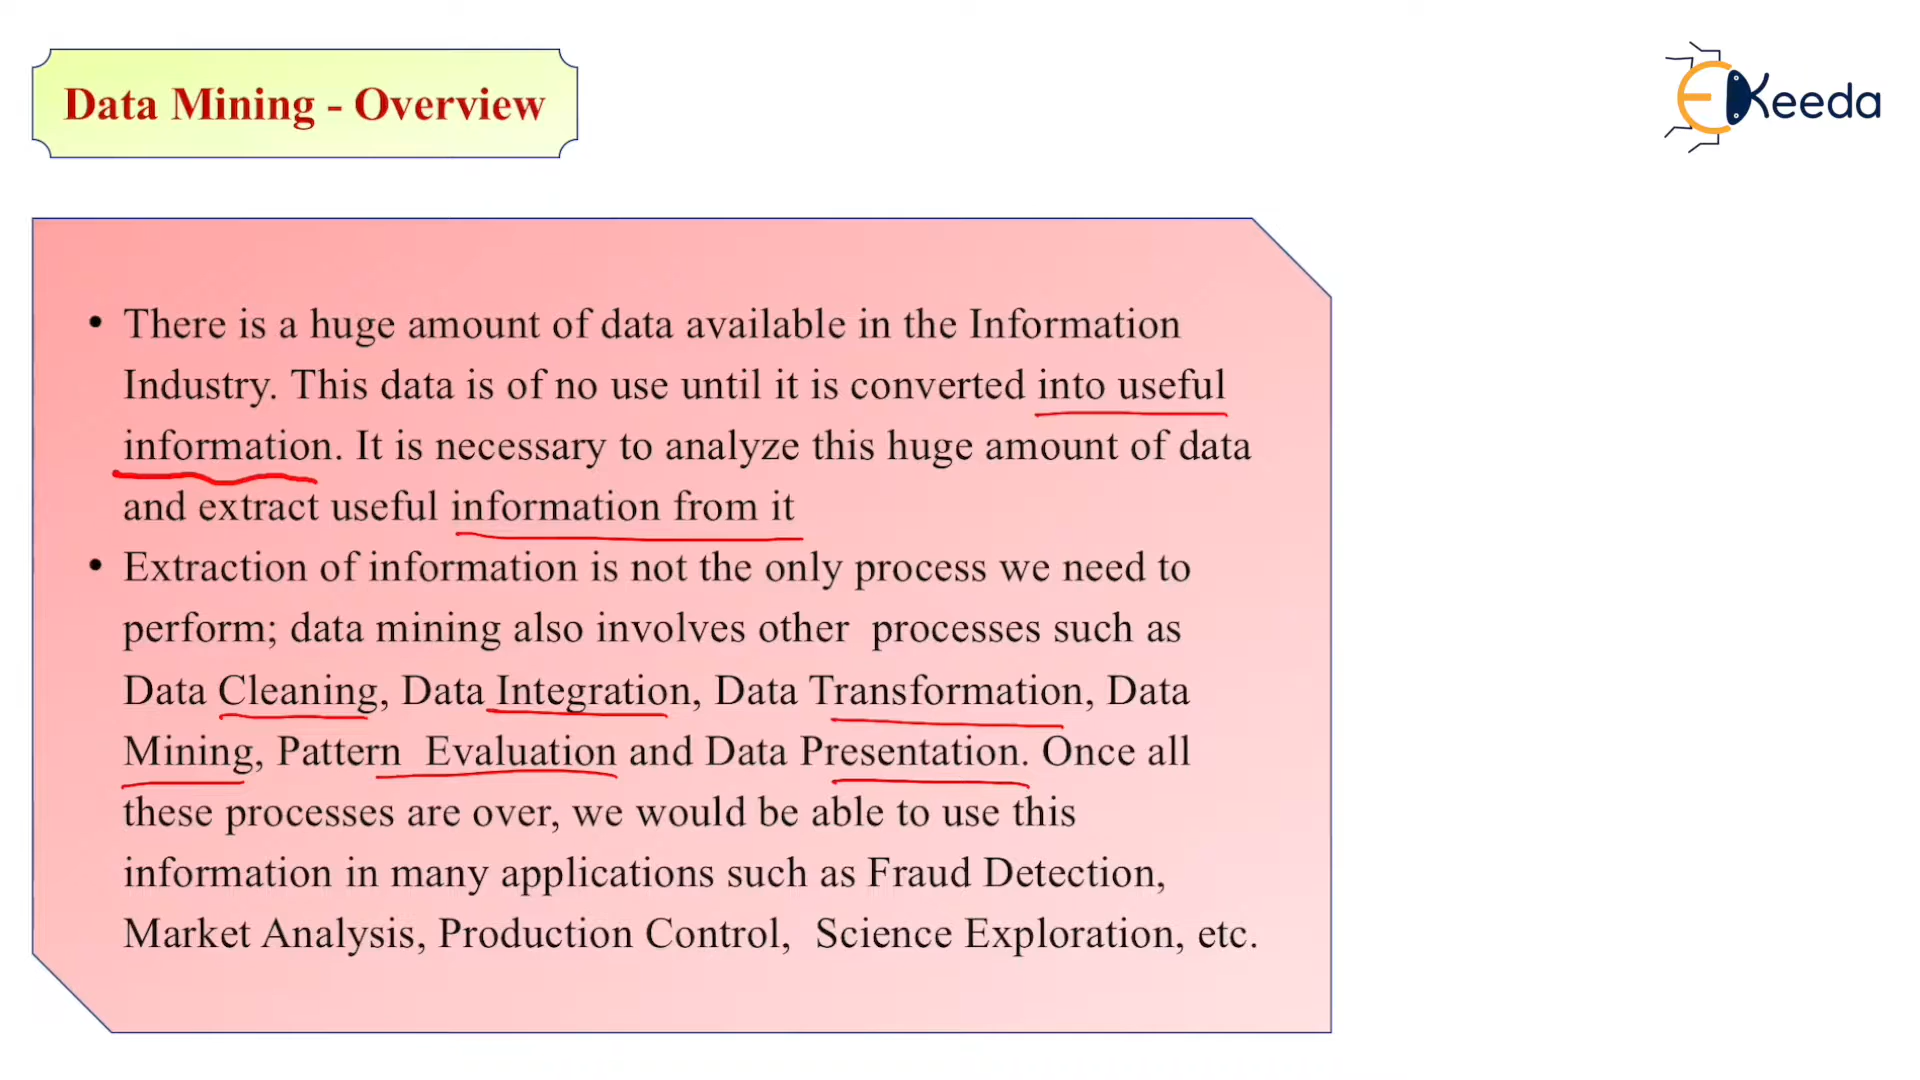 Data Mining - Overview
EKeeda
• There is a huge amount of data available in the Information
Industry. This data is of no use until it is converted into useful
information. It is necessary to analyze this huge amount of data
and extract useful information from it
• Extraction of information is not the only process we need to
perform; data mining also involves other processes such as
Data Cleaning, Data Integration, Data Transformation, Data
Mining, Pattern Evaluation and Data Presentation. Once all
these processes are over, we would be able to use this
information in many applications such as Fraud Detection,
Market Analysis, Production Control, Science Exploration, etc.